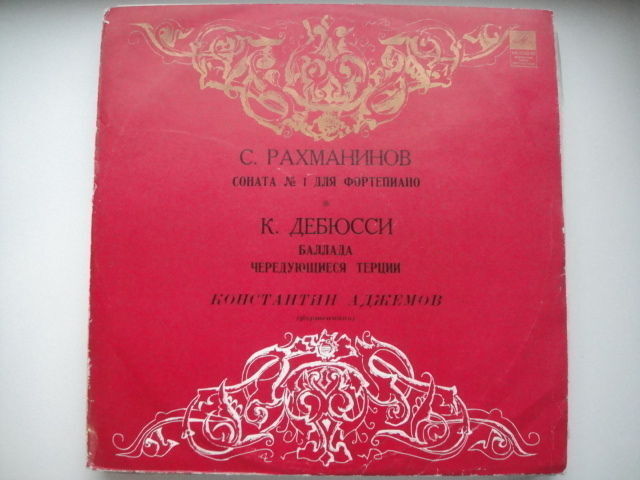 С. РАХМАНИНОВ
СОНАТА № 1 ДЛЯ ФОРТЕПИАНО
К. ДЕБЮССИ
БАЛЛАДА
ЧЕРЕДУЮЩИЕСЯ ТЕРЦИИ
КОНСТАНТИН АДЖЕМОВ
(фортепиано)